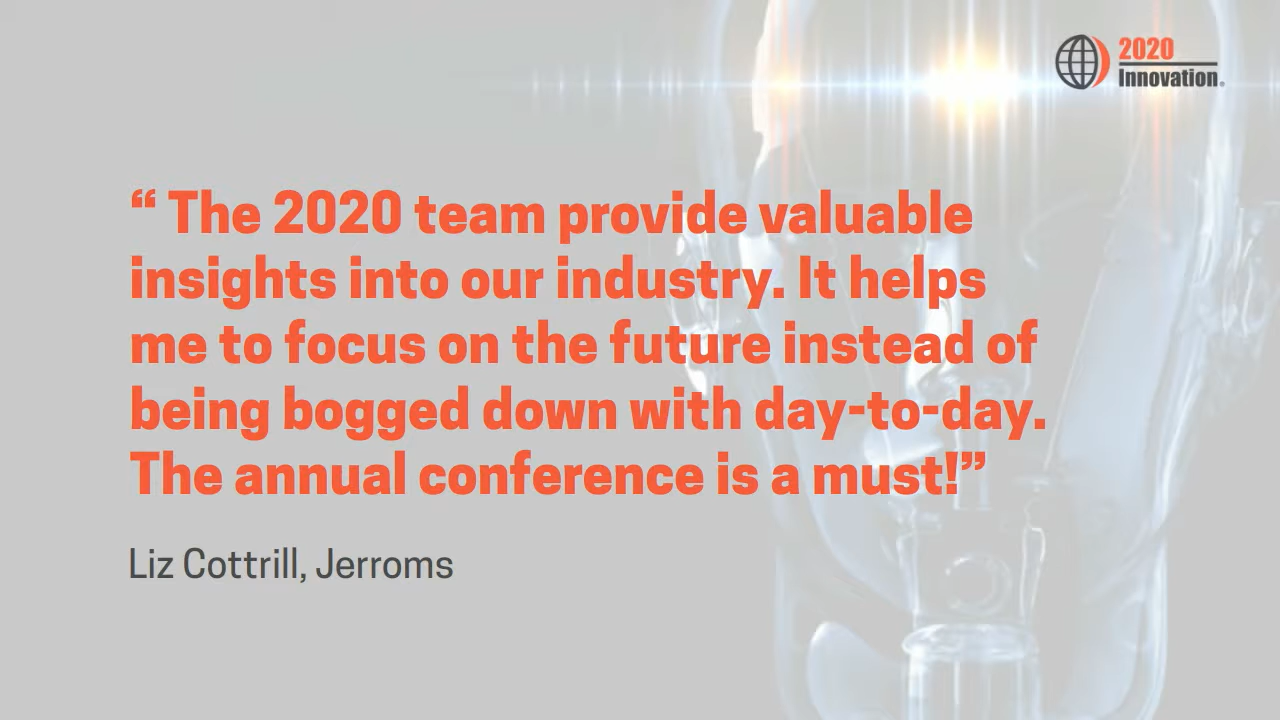 2020
Innovation®
“ The 2020 team provide valuable
insights into our industry. It helps
me to focus on the future instead of
being bogged down with day-to-day.
The annual conference is a must!”
Liz Cottrill, Jerroms